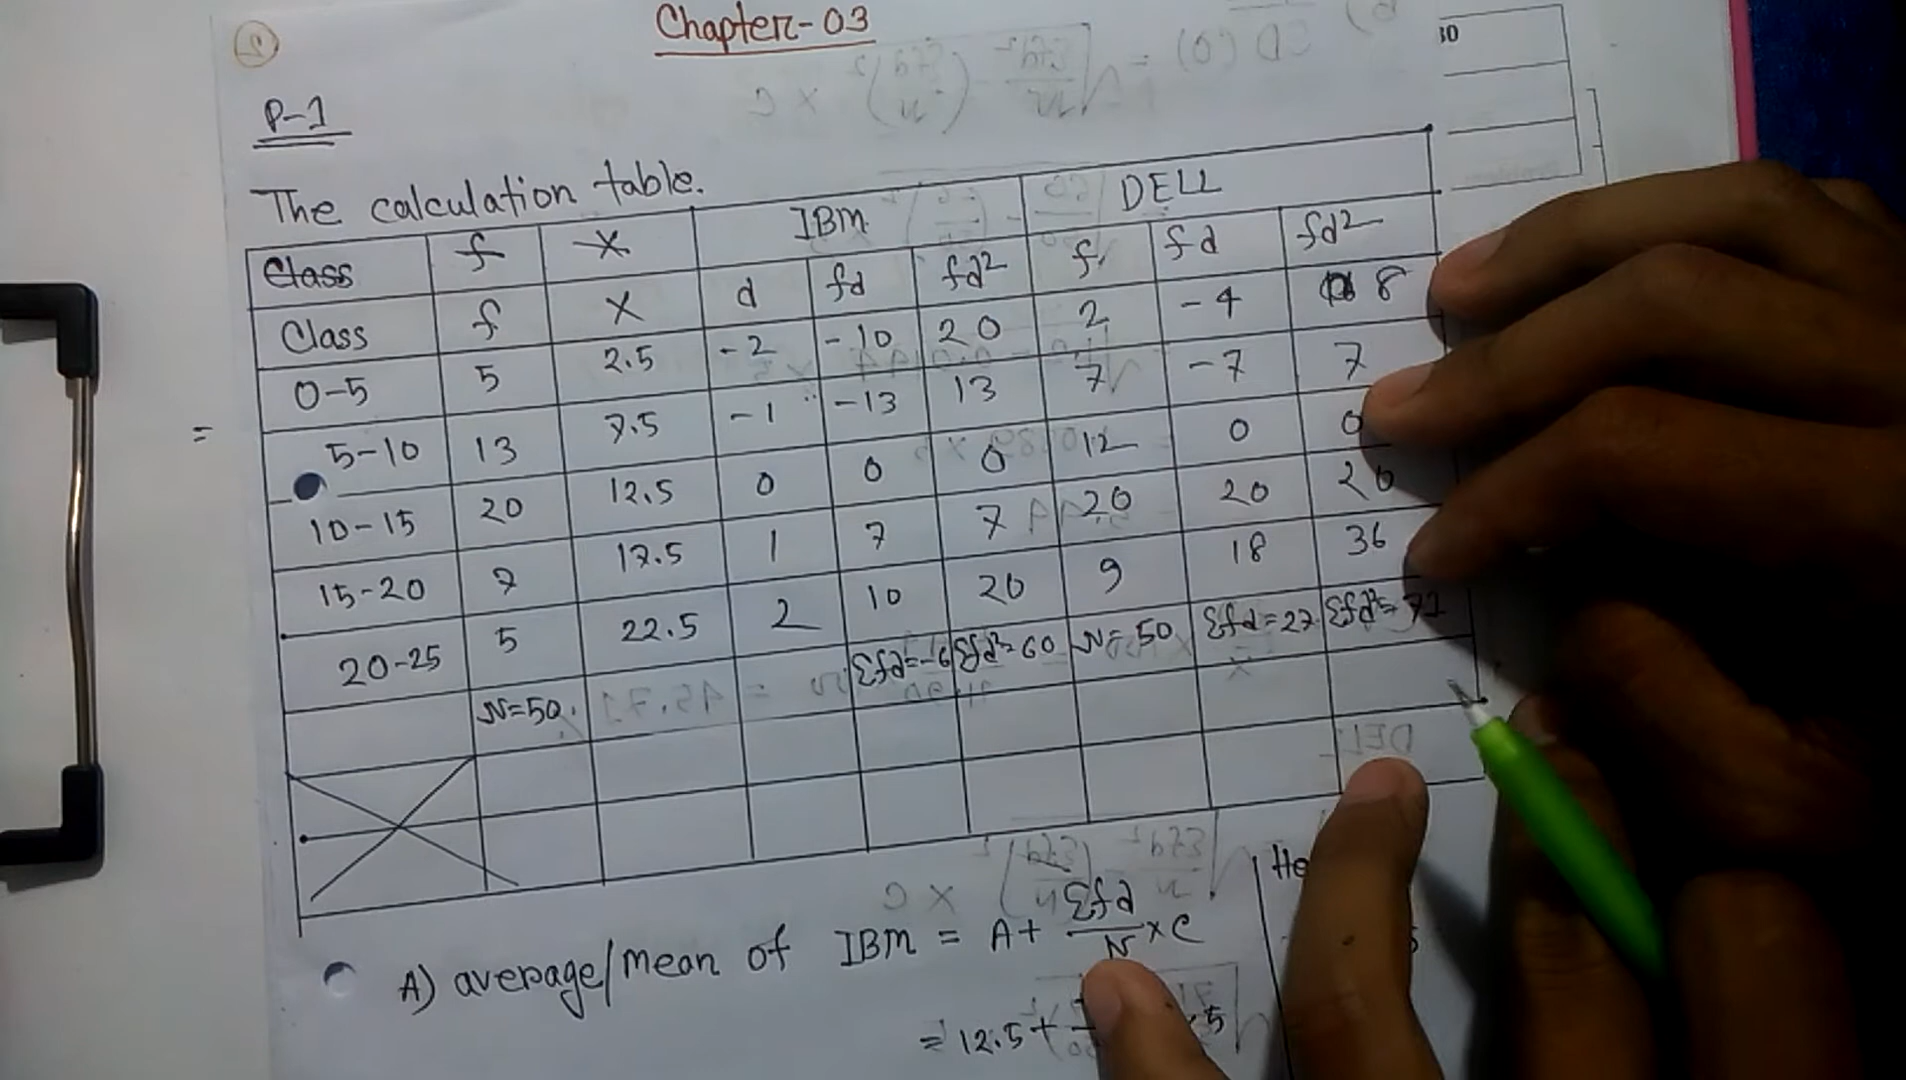 Chapter-03
30
P-1
The calculation table.
IBM DELL
Class f X
Class f X d fd fd² f fd fd²
0-5 5 2.5 -2 -10 20 2 -4 8
5-10 13 7.5 -1 -13 13 7 -7 7
=
10-15 20 12.5 0 0 0 12 0 0
15-20 7 17.5 1 7 7 20 20 20
20-25 5 22.5 2 10 20 9 18 36
N=50 Σfd=-6 Σfd²=60 N=50 Σfd=27 Σfd²=71
He
A) average/mean of IBM = A+ Σfd/N ×C
= 12.5+